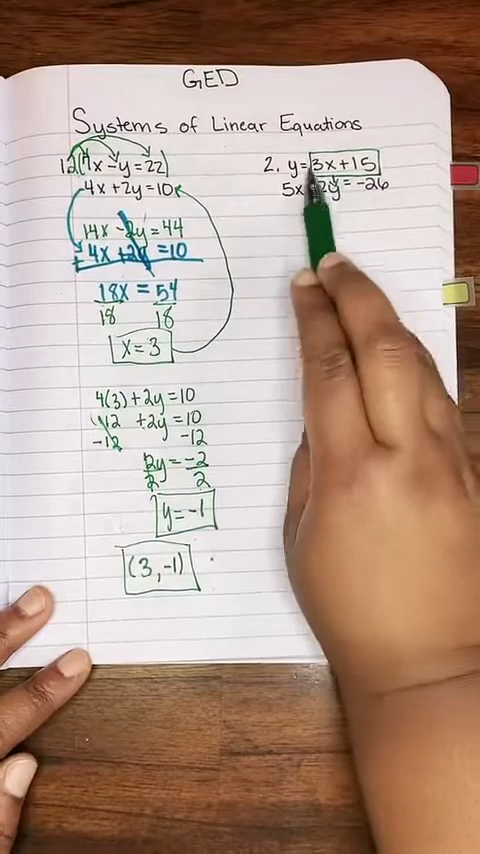 GED
Systems of Linear Equations
2(7x - y = 22)
4x + 2y = 10
14x - 2y = 44
+ 4x + 2y = 10
18x = 54
18 18
x = 3
4(3) + 2y = 10
12 + 2y = 10
-12 -12
2y = -2
2 2
y = -1
(3, -1)
2. y = 3x + 15
5x 2y = -26